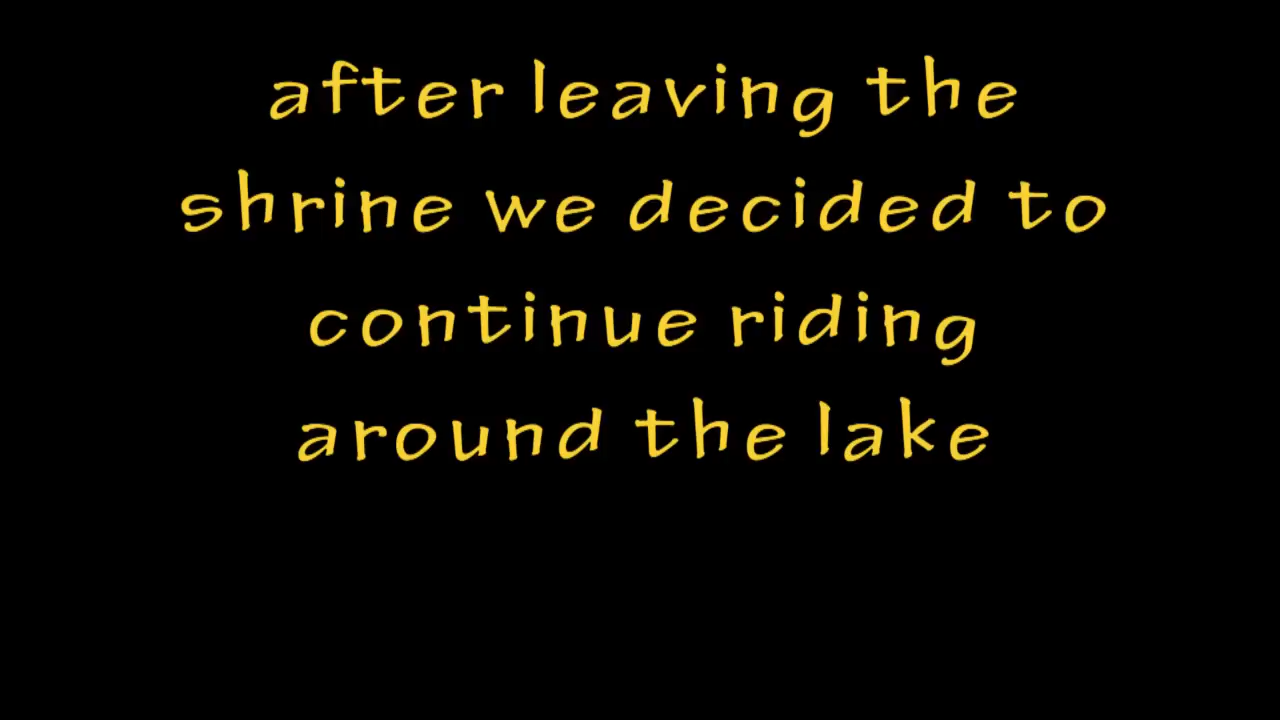 after leaving the
shrine we decided to
continue riding
around the lake